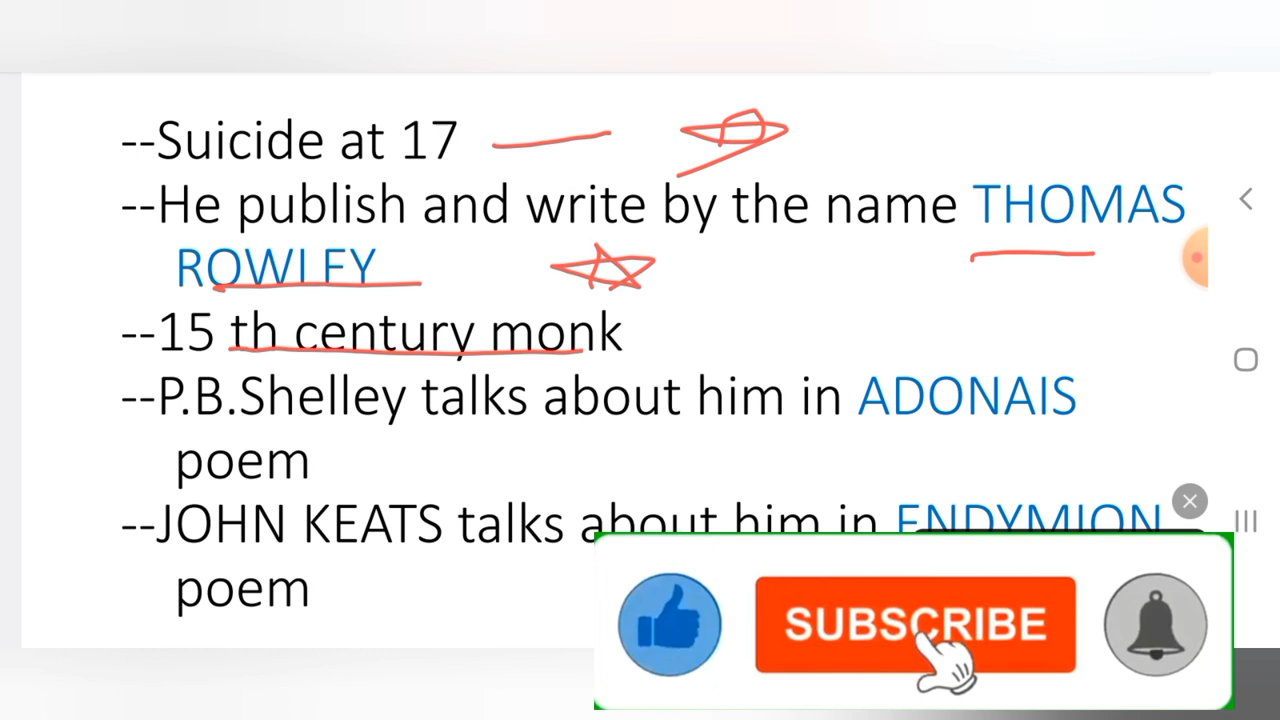 --Suicide at 17
--He publish and write by the name THOMAS
ROWLEY
--15 th century monk
--P.B.Shelley talks about him in ADONAIS
poem
--JOHN KEATS talks about him in ENDYMION
poem
SUBSCRIBE